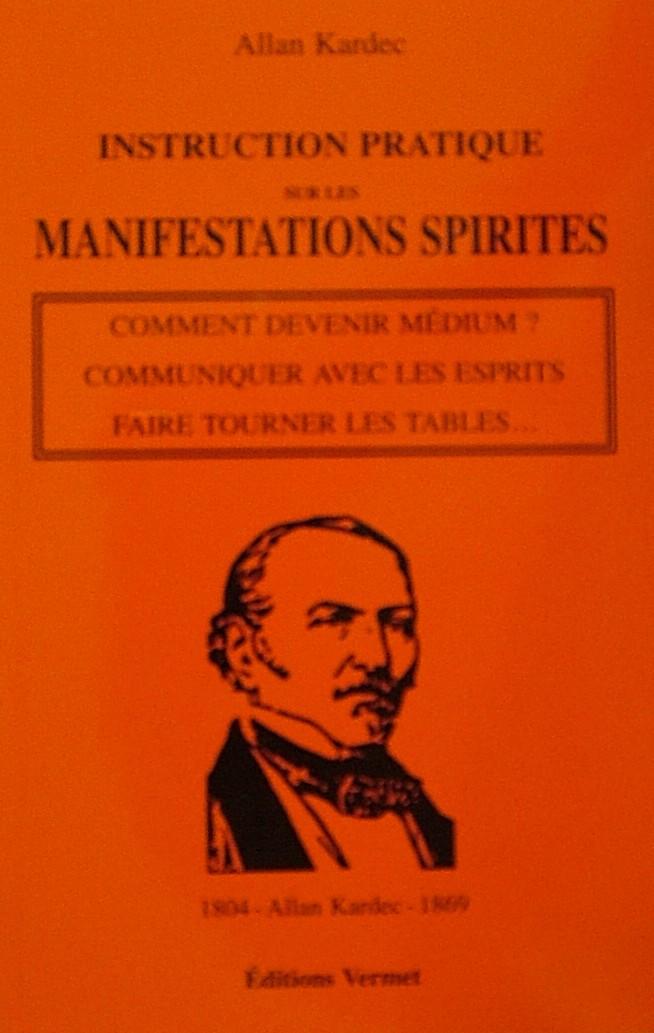 Allan Kardec
INSTRUCTION PRATIQUE
SUR LES
MANIFESTATIONS SPIRITES
COMMENT DEVENIR MÉDIUM ?
COMMUNIQUER AVEC LES ESPRITS
FAIRE TOURNER LES TABLES...
1804 - Allan Kardec - 1869
Éditions Vermet